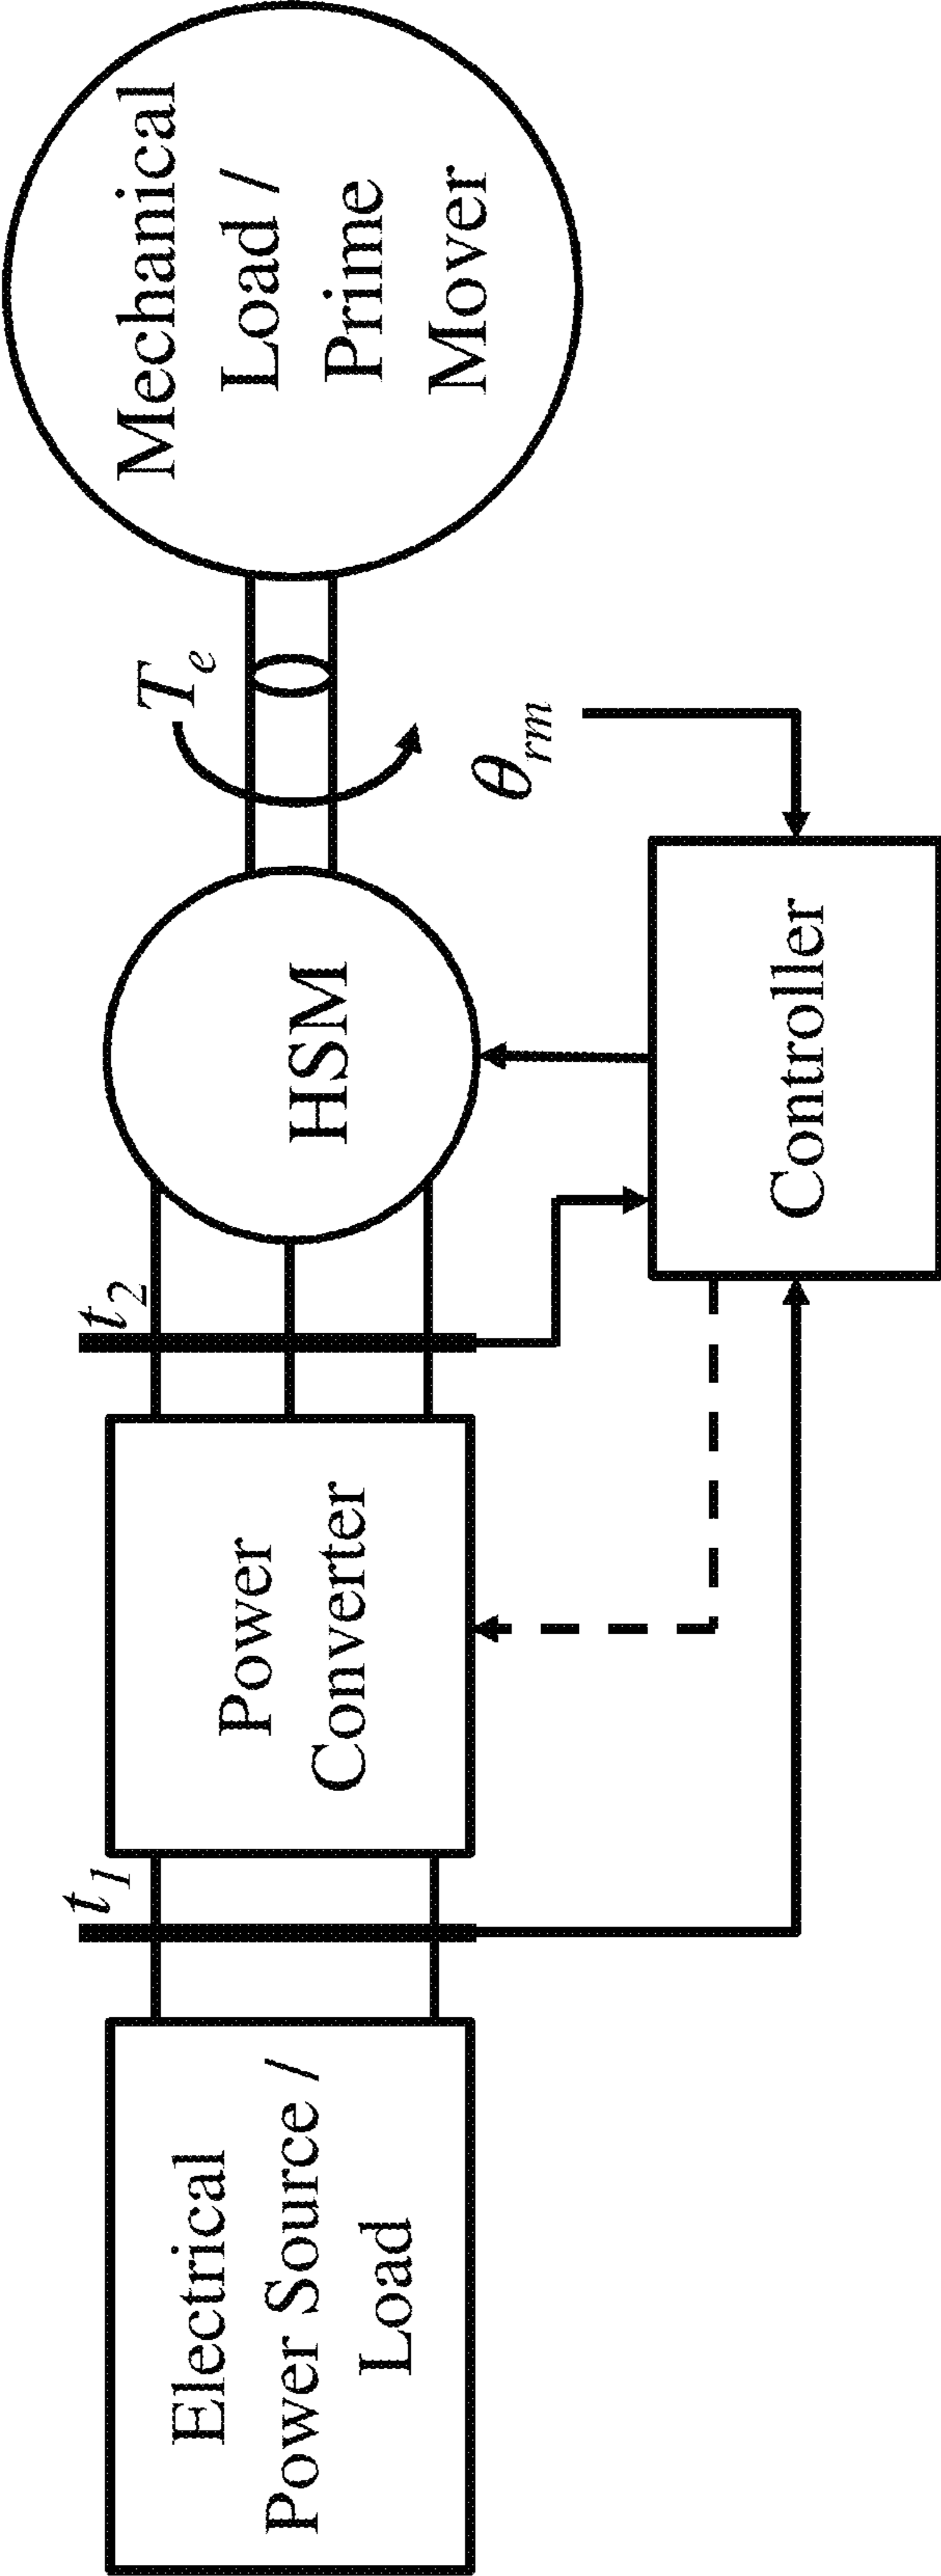 Electrical
Power Source /
Load
t1
Power
Converter
t2
HSM
Te
θrm
Mechanical
Load /
Prime
Mover
Controller